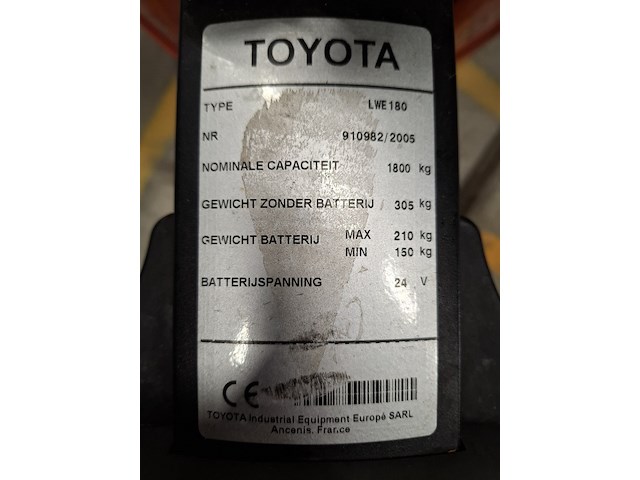 TOYOTA
TYPE LWE180
NR 910982/2005
NOMINALE CAPACITEIT 1800 kg
GEWICHT ZONDER BATTERIJ 305 kg
GEWICHT BATTERIJ MAX 210 kg
MIN 150 kg
BATTERIJSPANNING 24 V
CE
TOYOTA Industrial Equipment Europé SARL
Ancenis. France